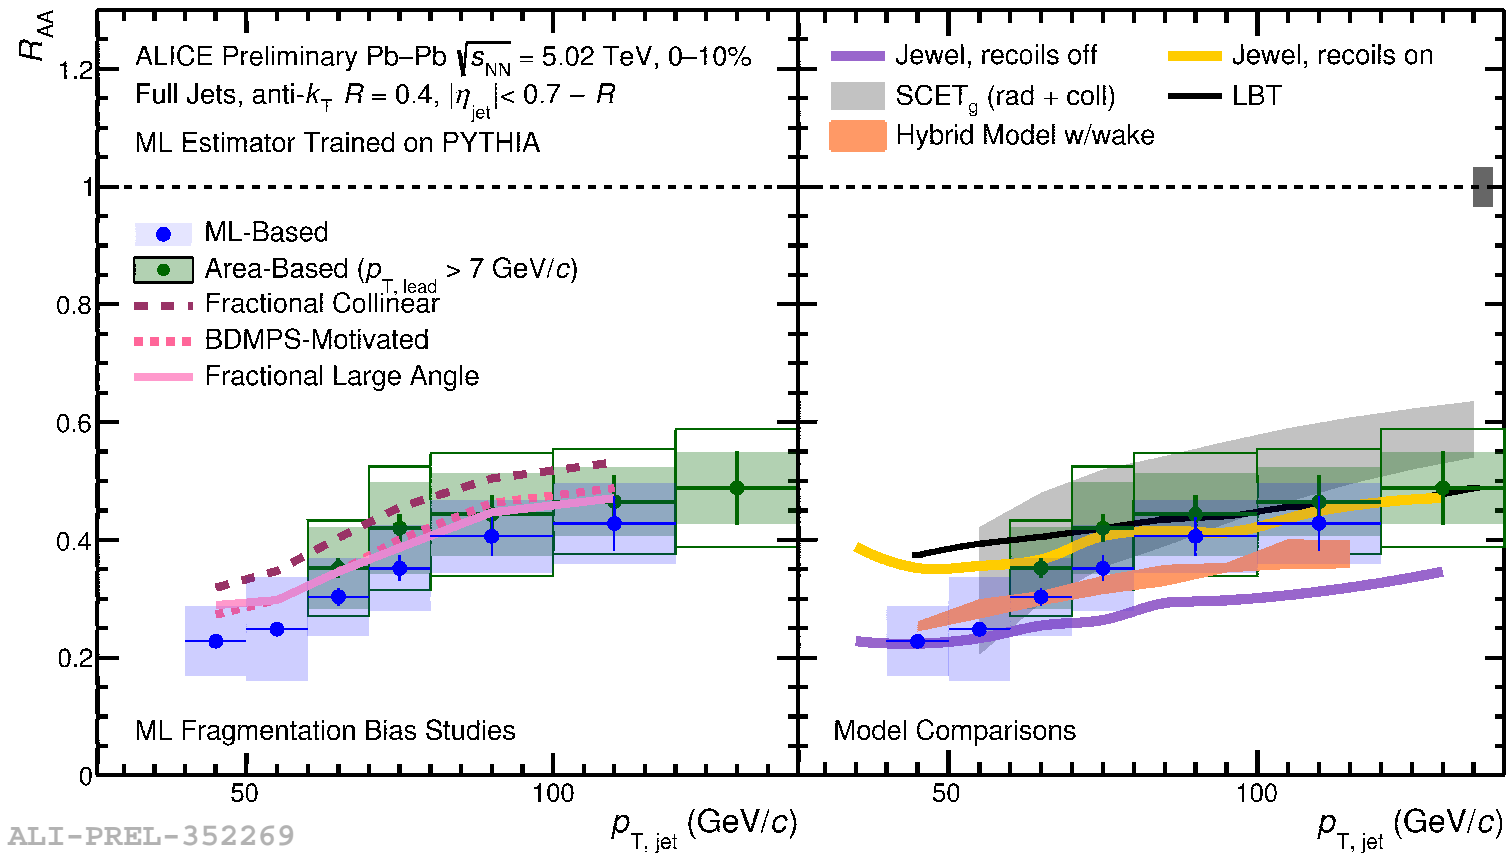 R_AA
ALICE Preliminary Pb–Pb √s_NN = 5.02 TeV, 0–10%
Full Jets, anti-k_T R = 0.4, |η_jet|< 0.7 − R
ML Estimator Trained on PYTHIA
ML-Based
Area-Based (p_T, lead > 7 GeV/c)
Fractional Collinear
BDMPS-Motivated
Fractional Large Angle
ML Fragmentation Bias Studies
1.2
1
0.8
0.6
0.4
0.2
0
50
100
p_T, jet (GeV/c)
Jewel, recoils off
Jewel, recoils on
SCET_g (rad + coll)
LBT
Hybrid Model w/wake
Model Comparisons
50
100
p_T, jet (GeV/c)
ALI-PREL-352269